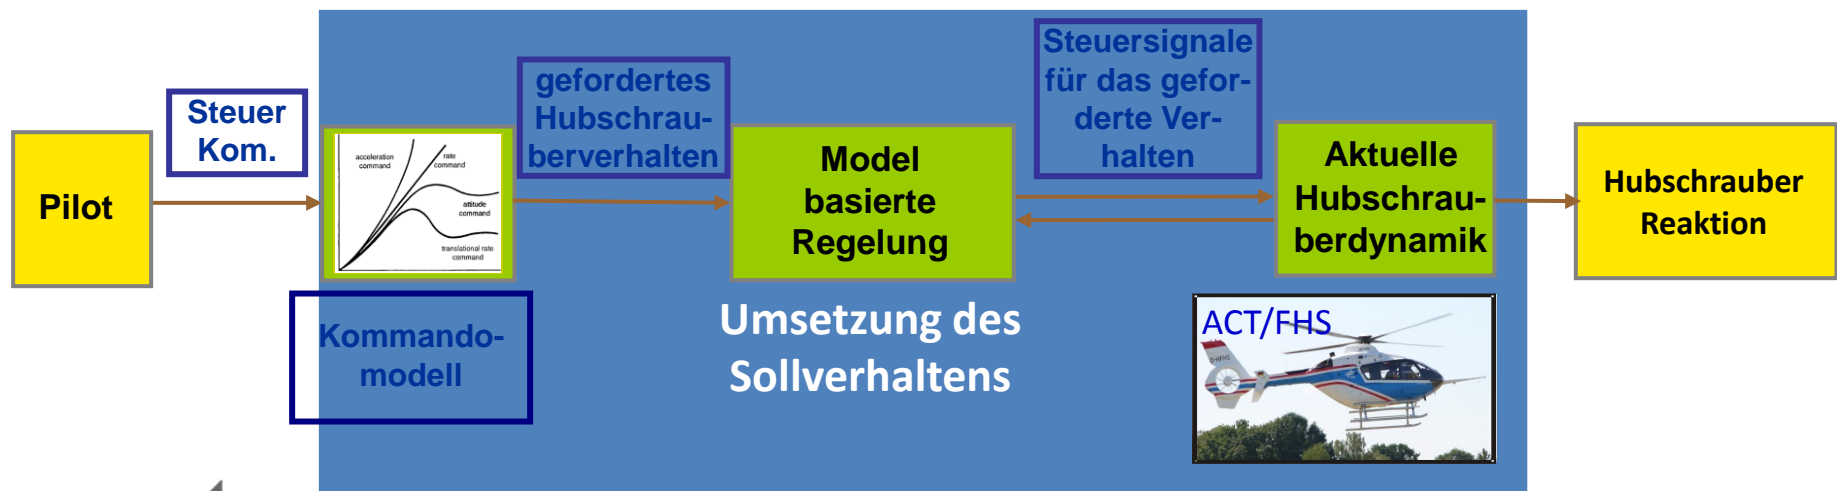 Pilot
Steuer
Kom.
acceleration
command
rate
command
attitude
command
translational rate
command
Kommando-
modell
gefordertes
Hubschrau-
berverhalten
Model
basierte
Regelung
Umsetzung des
Sollverhaltens
Steuersignale
für das gefor-
derte Ver-
halten
Aktuelle
Hubschrau-
berdynamik
ACT/FHS
D-HFHS
Hubschrauber
Reaktion